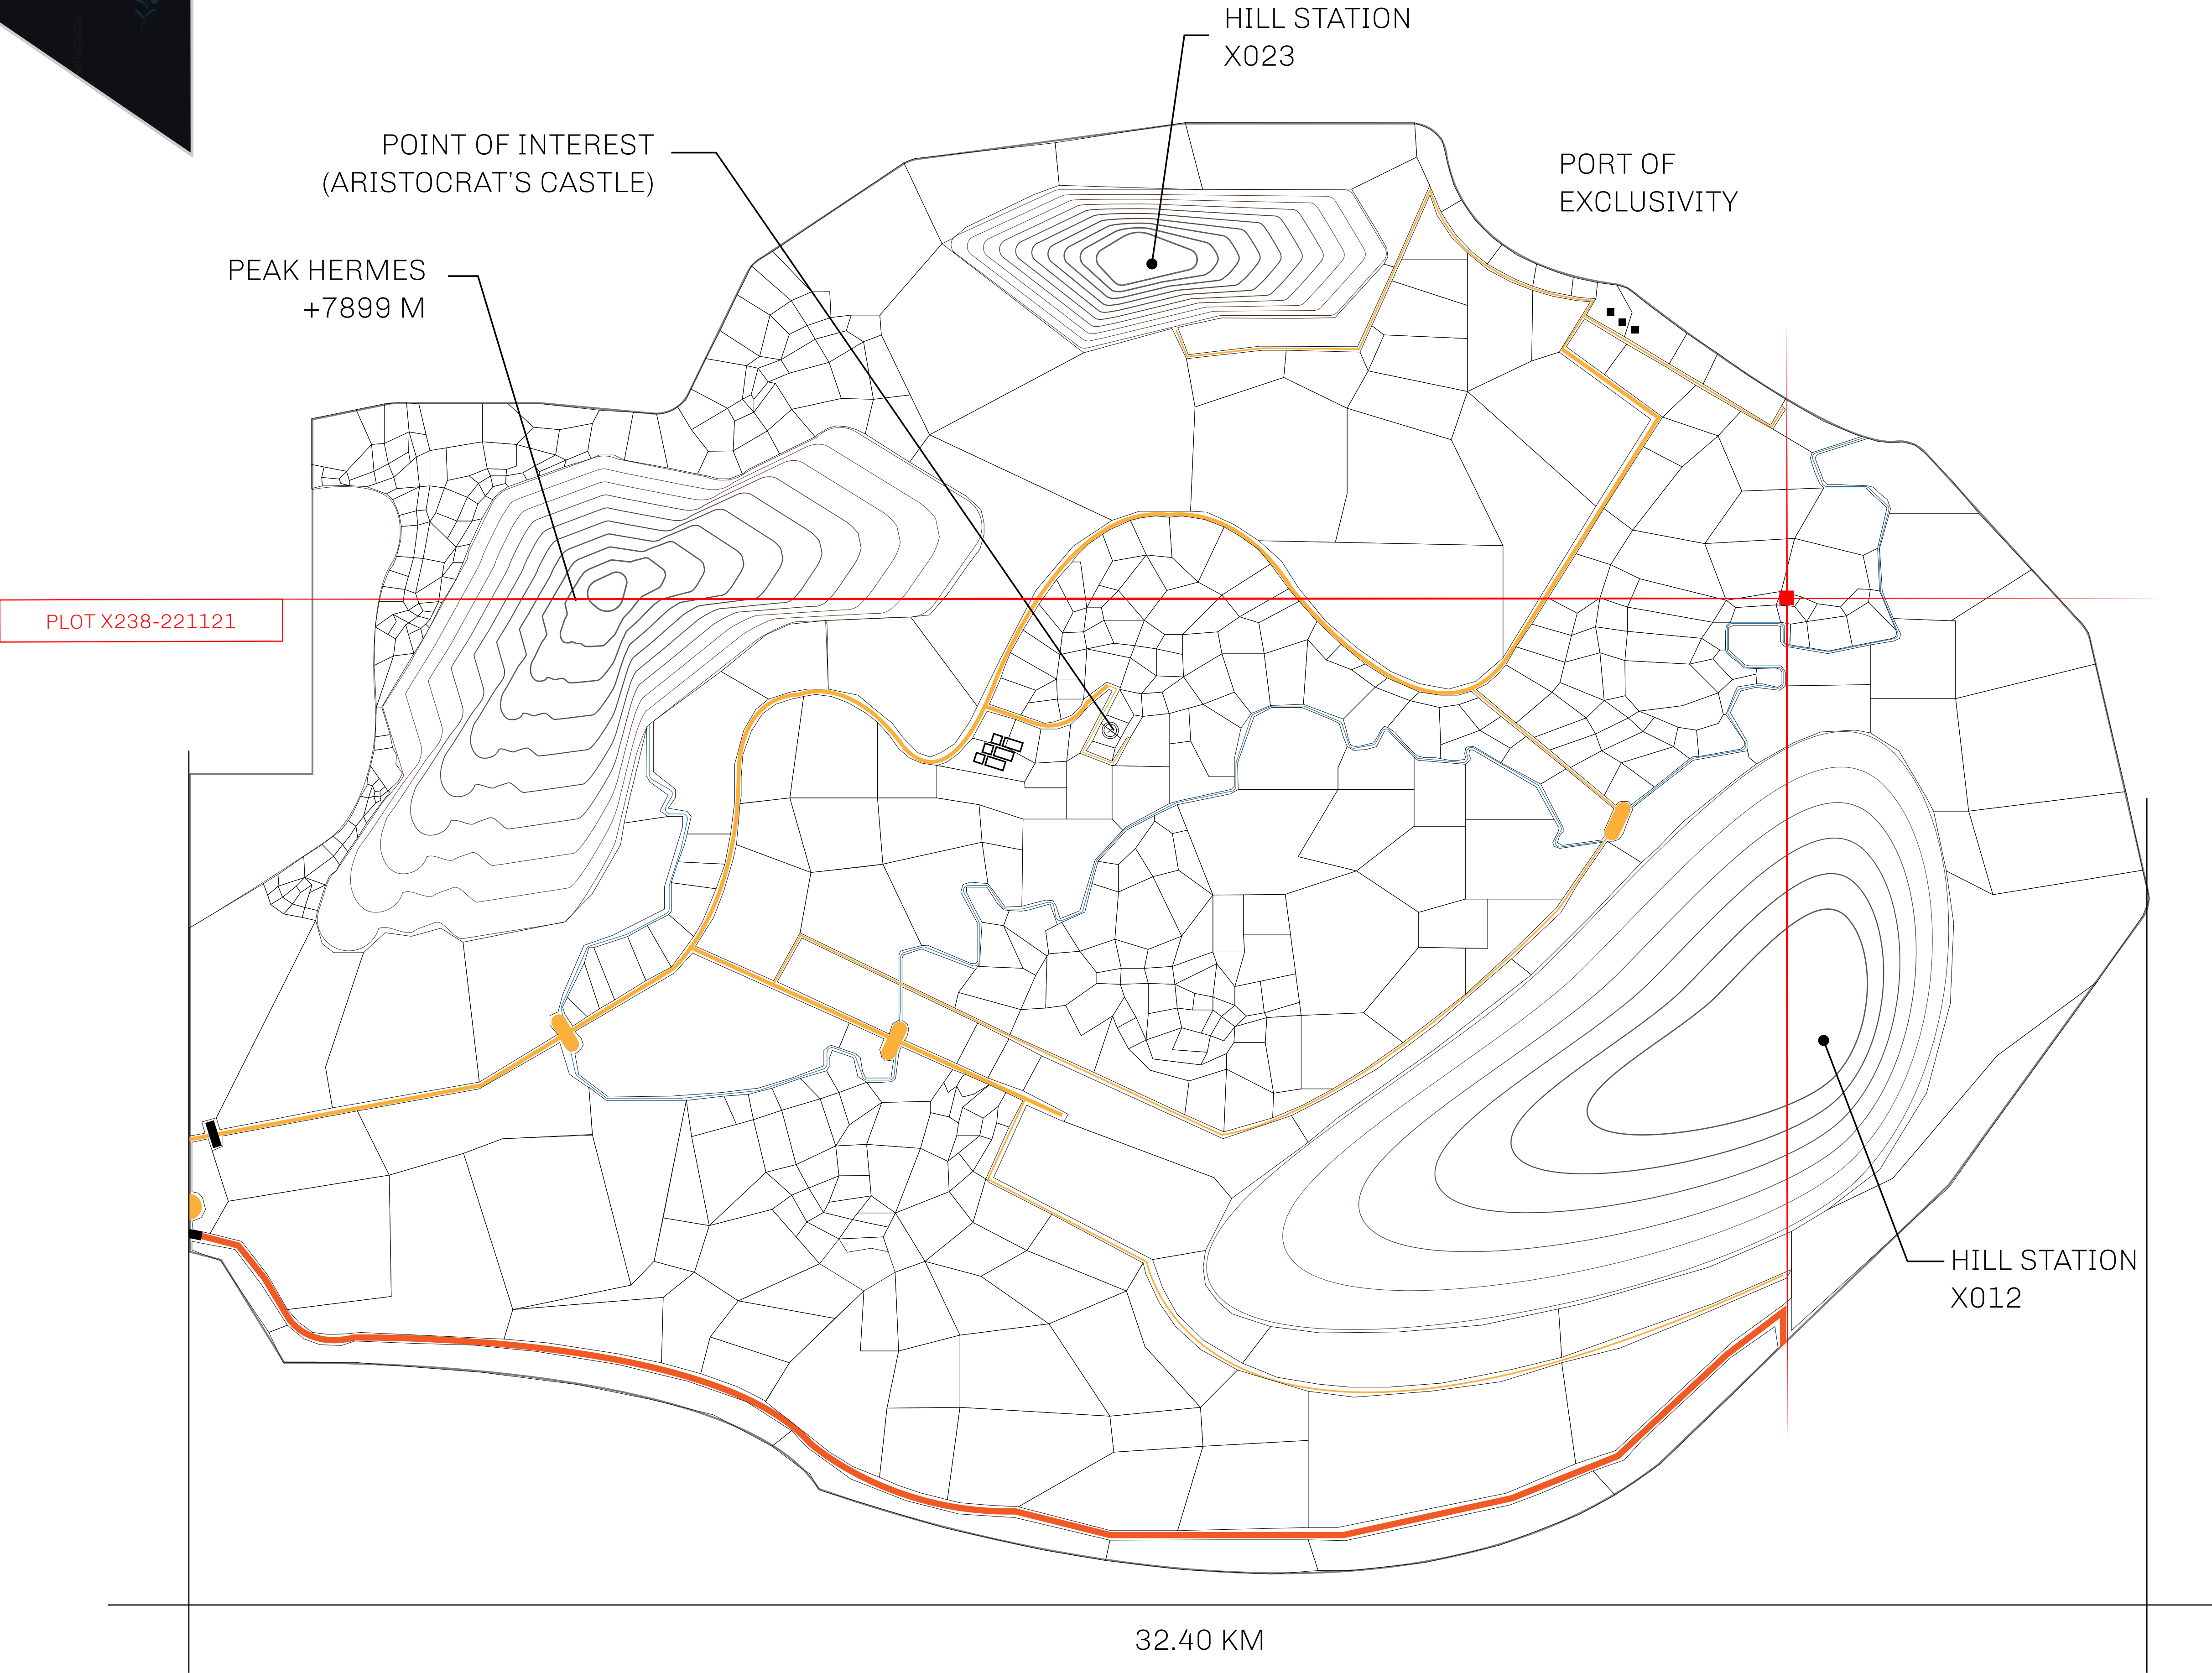 HILL STATION
X023
POINT OF INTEREST
(ARISTOCRAT'S CASTLE)
PORT OF
EXCLUSIVITY
PEAK HERMES
+7899 M
PLOT X238-221121
HILL STATION
X012
32.40 KM